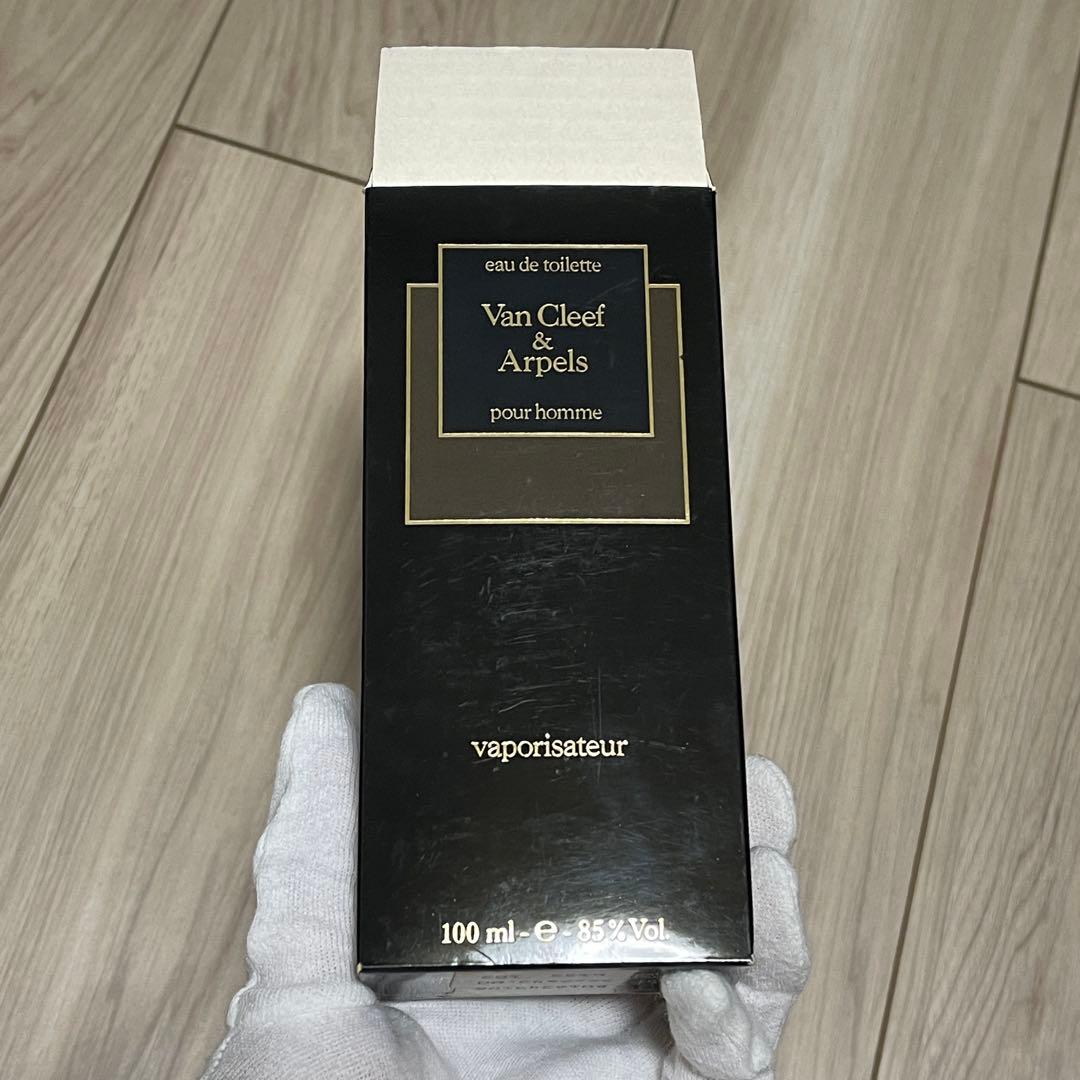 eau de toilette
Van Cleef
&
Arpels
pour homme
vaporisateur
100 ml - e - 85% Vol.